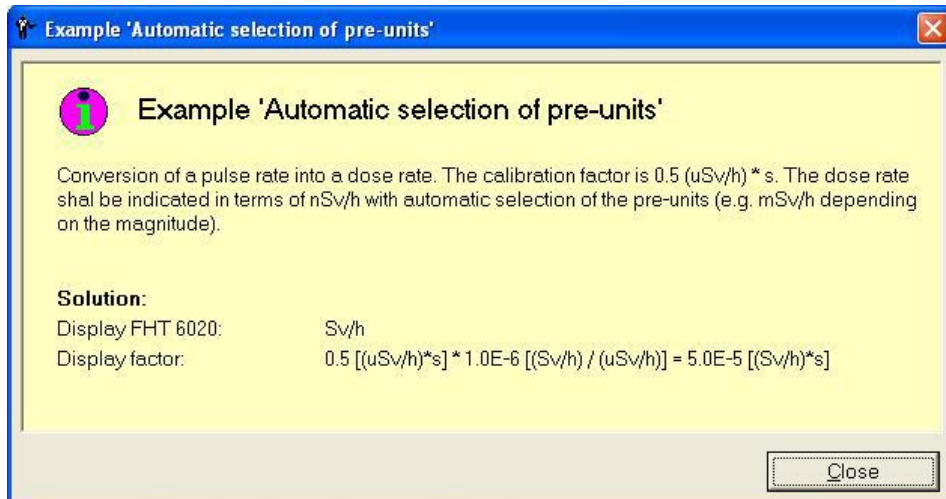 Example 'Automatic selection of pre-units'
Example 'Automatic selection of pre-units'
Conversion of a pulse rate into a dose rate. The calibration factor is 0.5 (uSv/h) * s. The dose rate
shal be indicated in terms of nSv/h with automatic selection of the pre-units (e.g. mSv/h depending
on the magnitude).
Solution:
Display FHT 6020: Sv/h
Display factor: 0.5 [(uSv/h)*s] * 1.0E-6 [(Sv/h) / (uSv/h)] = 5.0E-5 [(Sv/h)*s]
Close